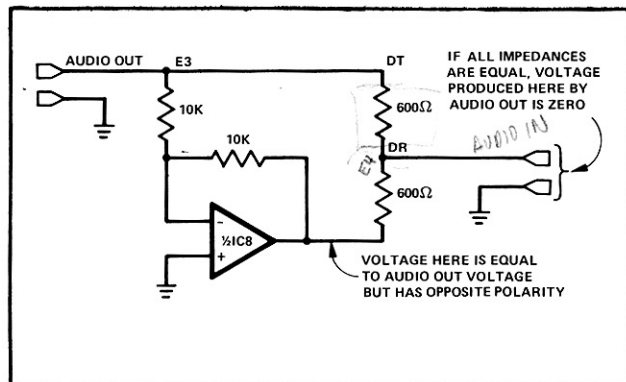 AUDIO OUT
E3
DT
IF ALL IMPEDANCES
ARE EQUAL, VOLTAGE
PRODUCED HERE BY
AUDIO OUT IS ZERO
10K
600Ω
AUDIO IN
10K
DR
E4
600Ω
-
½IC8
+
VOLTAGE HERE IS EQUAL
TO AUDIO OUT VOLTAGE
BUT HAS OPPOSITE POLARITY